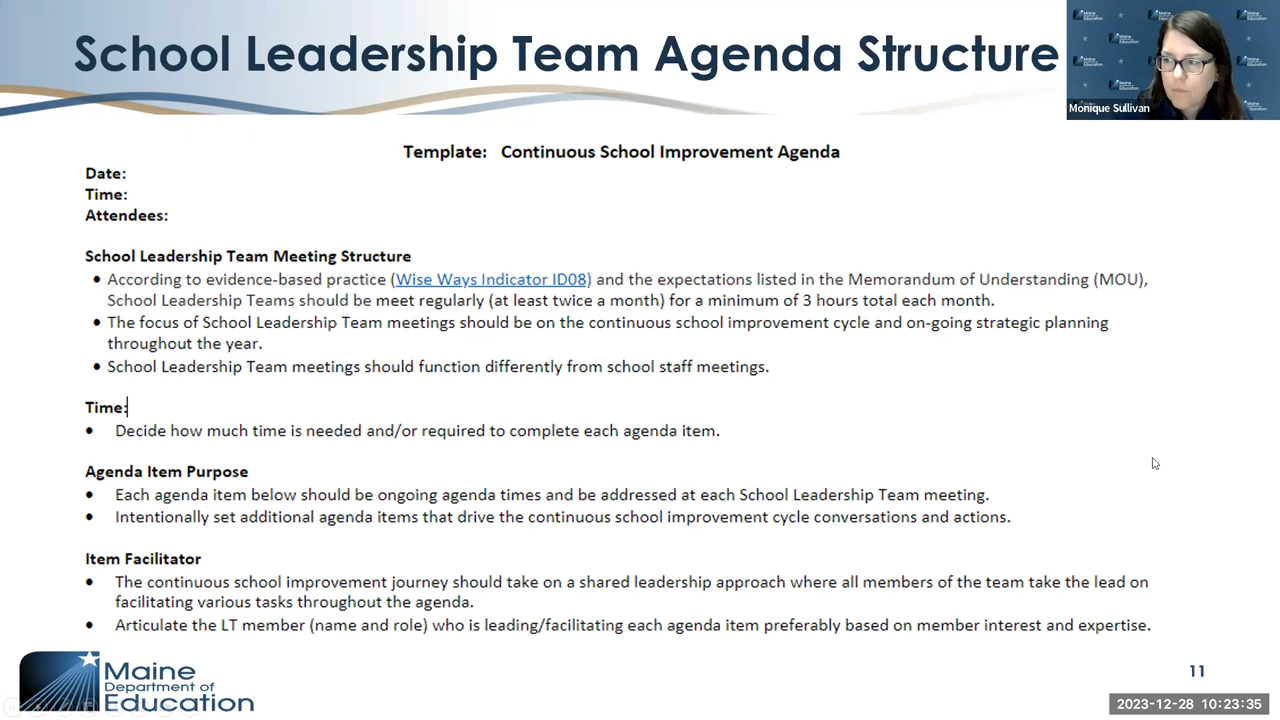 School Leadership Team Agenda Structure
Monique Sullivan
Template: Continuous School Improvement Agenda
Date:
Time:
Attendees:
School Leadership Team Meeting Structure
• According to evidence-based practice (Wise Ways Indicator ID08) and the expectations listed in the Memorandum of Understanding (MOU),
School Leadership Teams should be meet regularly (at least twice a month) for a minimum of 3 hours total each month.
• The focus of School Leadership Team meetings should be on the continuous school improvement cycle and on-going strategic planning
throughout the year.
• School Leadership Team meetings should function differently from school staff meetings.
Time:
• Decide how much time is needed and/or required to complete each agenda item.
Agenda Item Purpose
• Each agenda item below should be ongoing agenda times and be addressed at each School Leadership Team meeting.
• Intentionally set additional agenda items that drive the continuous school improvement cycle conversations and actions.
Item Facilitator
• The continuous school improvement journey should take on a shared leadership approach where all members of the team take the lead on
facilitating various tasks throughout the agenda.
• Articulate the LT member (name and role) who is leading/facilitating each agenda item preferably based on member interest and expertise.
Maine
Department of
Education
11
2023-12-28 10:23:35